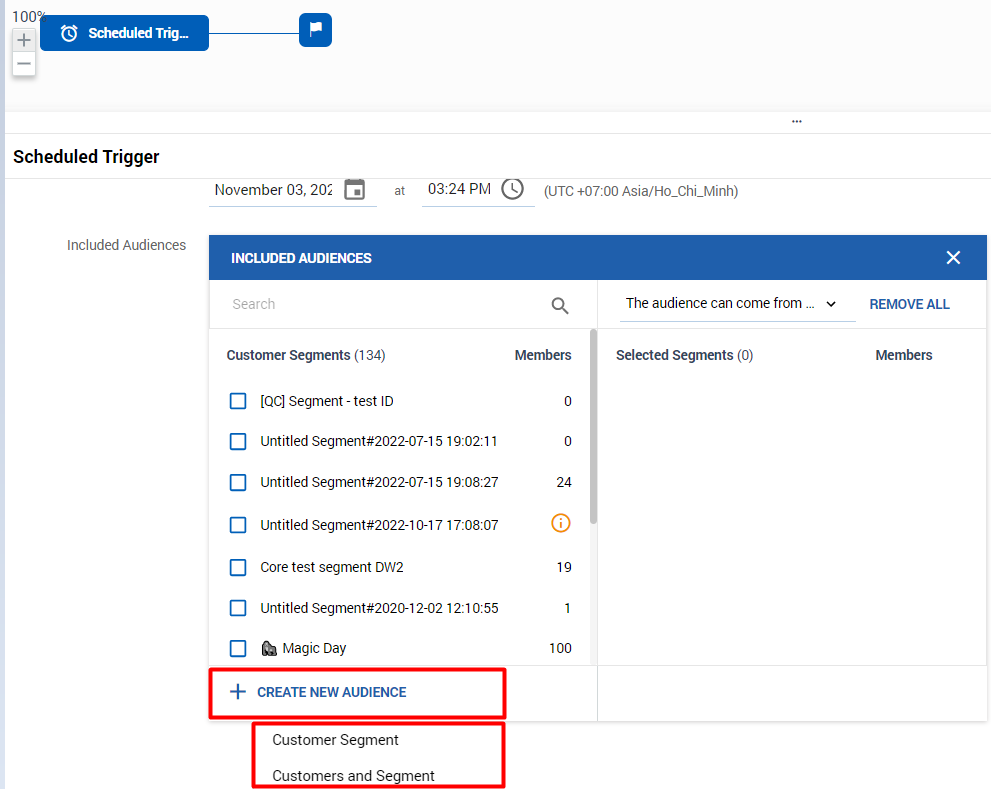 100%
Scheduled Trig...
...
Scheduled Trigger
November 03, 202
at
03:24 PM
(UTC +07:00 Asia/Ho_Chi_Minh)
Included Audiences
INCLUDED AUDIENCES
Search
The audience can come from ...
REMOVE ALL
Customer Segments (134)
Members
Selected Segments (0)
Members
[QC] Segment - test ID
0
Untitled Segment#2022-07-15 19:02:11
0
Untitled Segment#2022-07-15 19:08:27
24
Untitled Segment#2022-10-17 17:08:07
Core test segment DW2
19
Untitled Segment#2020-12-02 12:10:55
1
Magic Day
100
+ CREATE NEW AUDIENCE
Customer Segment
Customers and Segment